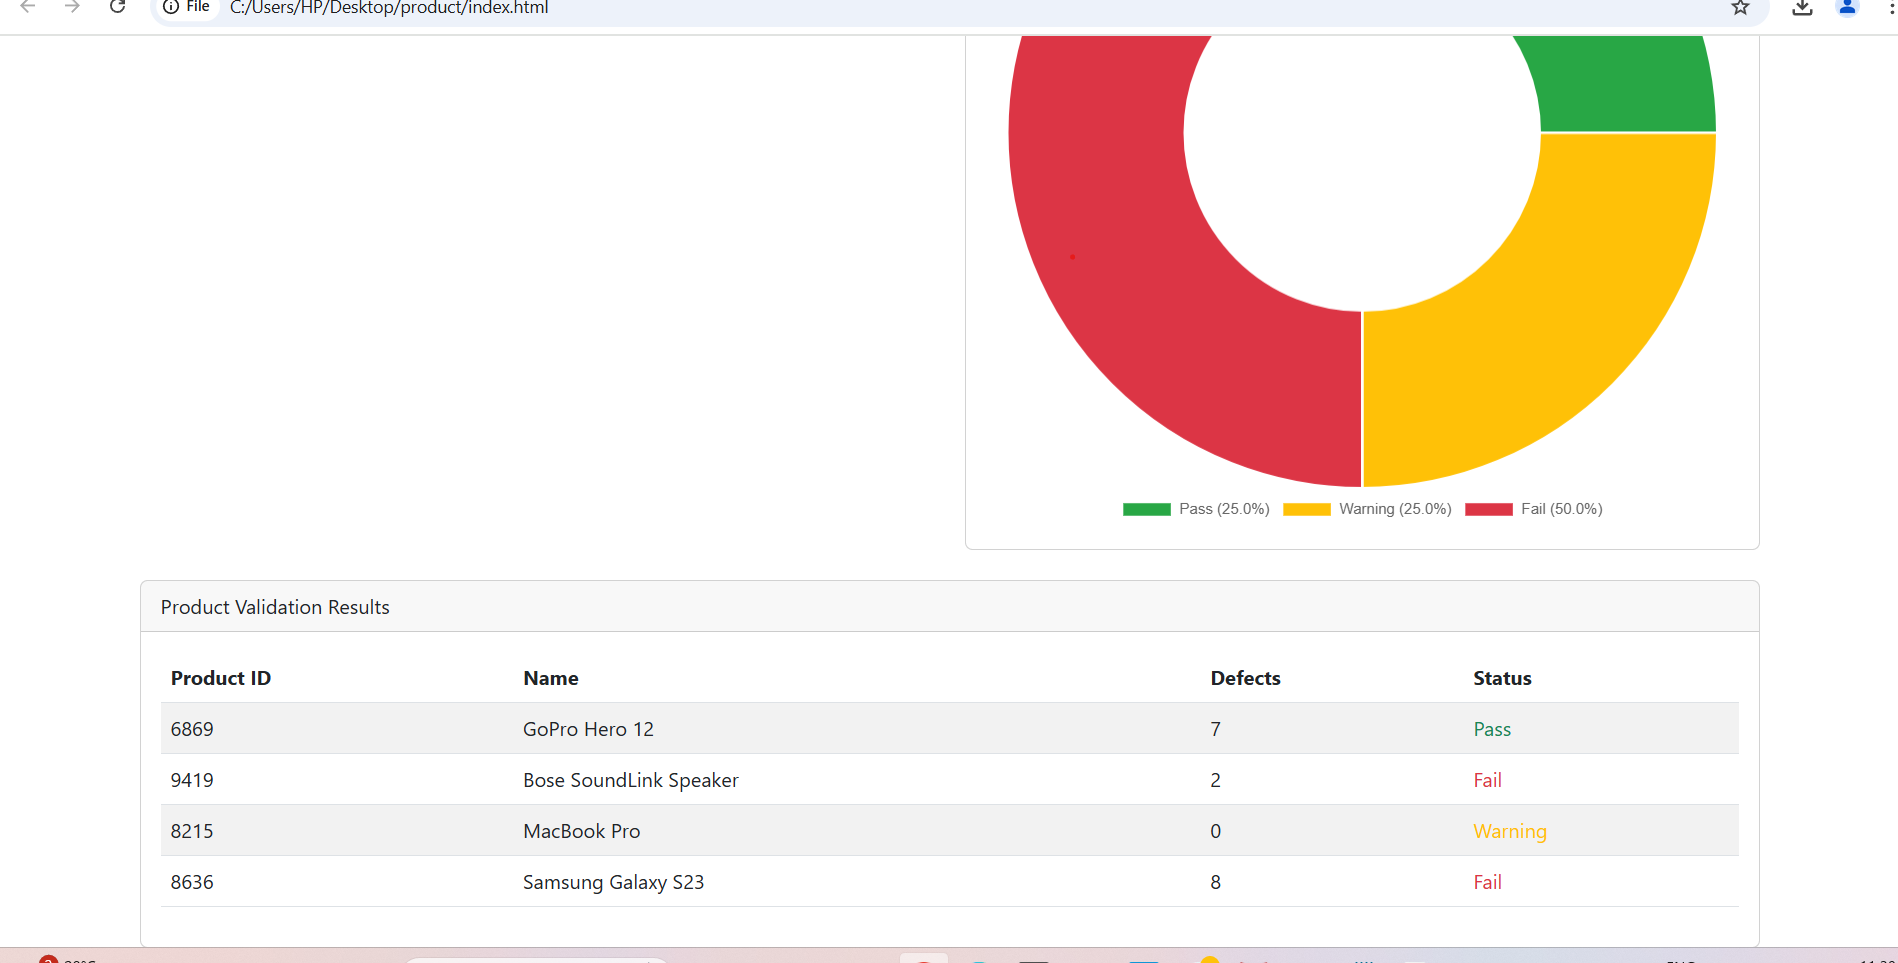 File C:/Users/HP/Desktop/product/index.html
Pass (25.0%) Warning (25.0%) Fail (50.0%)
Product Validation Results
Product ID Name Defects Status
6869 GoPro Hero 12 7 Pass
9419 Bose SoundLink Speaker 2 Fail
8215 MacBook Pro 0 Warning
8636 Samsung Galaxy S23 8 Fail